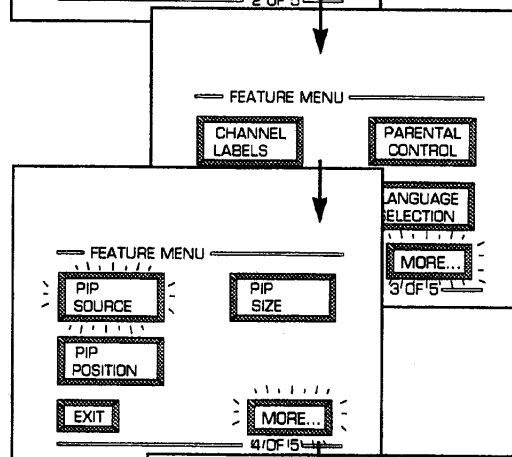 2 OF 5
FEATURE MENU
CHANNEL
LABELS
PARENTAL
CONTROL
LANGUAGE
SELECTION
MORE...
3 OF 5
FEATURE MENU
PIP
SOURCE
PIP
SIZE
PIP
POSITION
EXIT
MORE...
4 OF 5